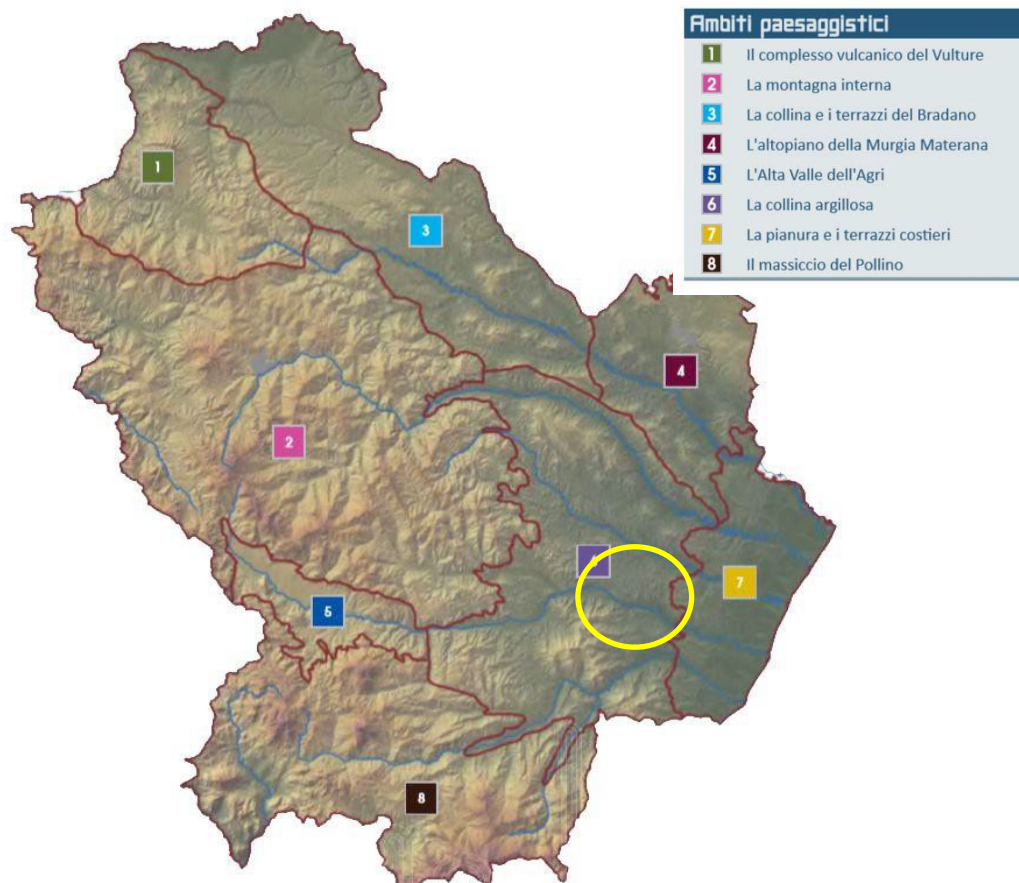 Ambiti paesaggistici
1 Il complesso vulcanico del Vulture
2 La montagna interna
3 La collina e i terrazzi del Bradano
4 L'altopiano della Murgia Materana
5 L'Alta Valle dell'Agri
6 La collina argillosa
7 La pianura e i terrazzi costieri
8 Il massiccio del Pollino
1
3
4
2
6
7
5
8